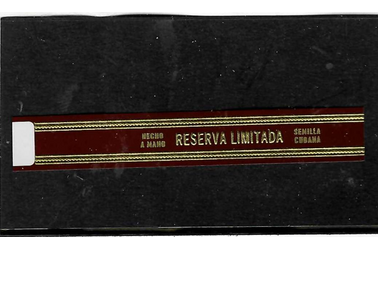 HECHO
A MANO
RESERVA LIMITADA
SEMILLA
CUBANA